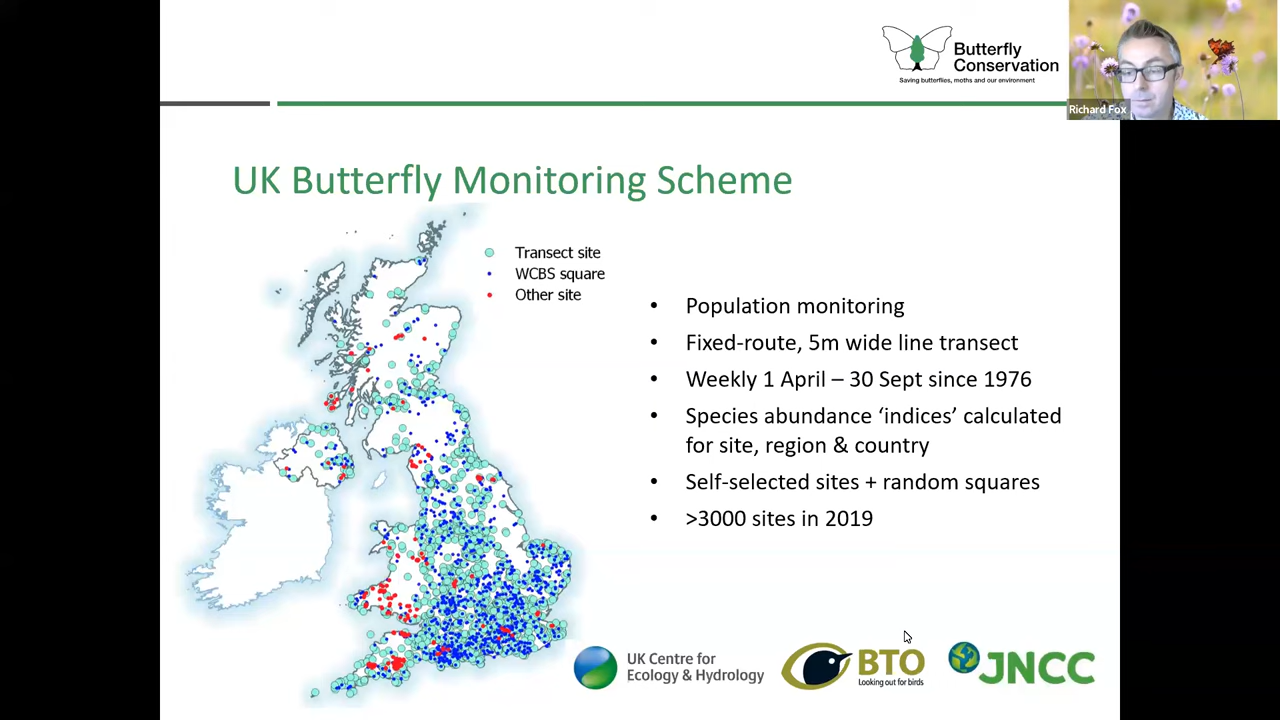 Butterfly
Conservation
Saving butterflies, moths and our environment
Richard Fox
UK Butterfly Monitoring Scheme
Transect site
WCBS square
Other site
• Population monitoring
• Fixed-route, 5m wide line transect
• Weekly 1 April – 30 Sept since 1976
• Species abundance ‘indices’ calculated
for site, region & country
• Self-selected sites + random squares
• >3000 sites in 2019
UK Centre for
Ecology & Hydrology
BTO
Looking out for birds
JNCC